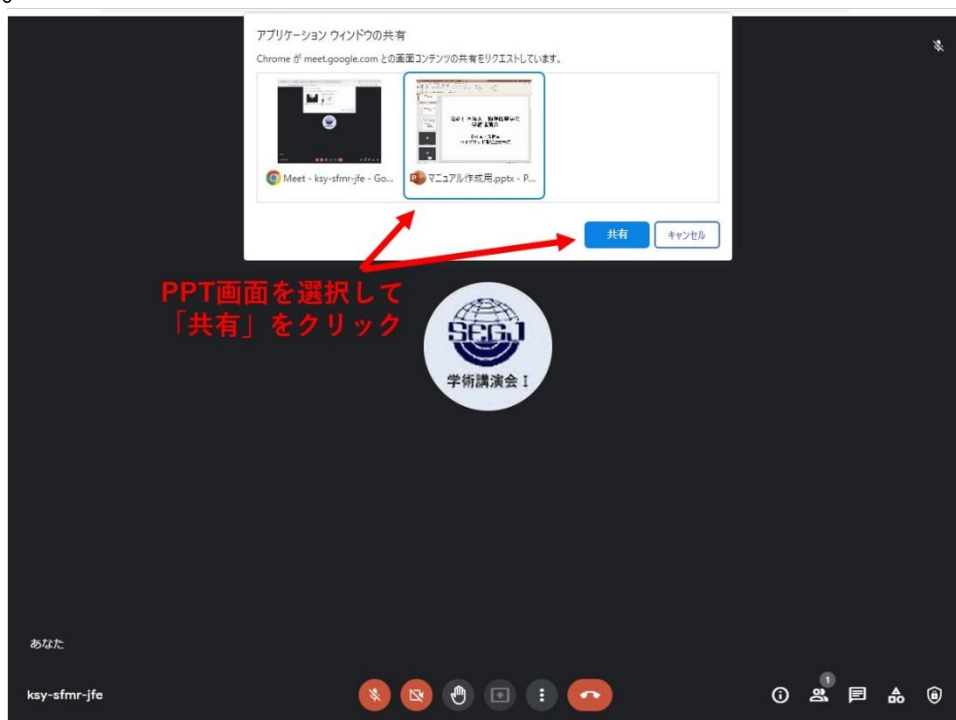 アプリケーション ウィンドウの共有
Chrome が meet.google.com との画面コンテンツの共有をリクエストしています。
Meet - ksy-sfmr-jfe - Go...
マニュアル作成用.pptx - P...
共有
キャンセル
PPT画面を選択して
「共有」をクリック
SEGJ
学術講演会 I
あなた
ksy-sfmr-jfe
1